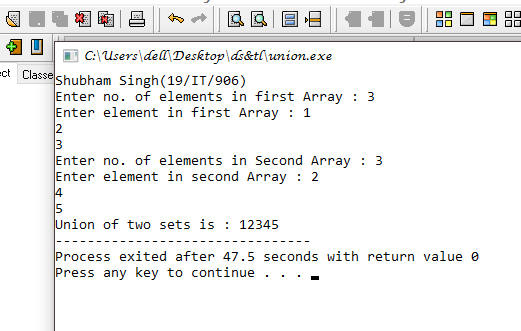 C:\Users\dell\Desktop\ds&tl\union.exe
ct Classe
Shubham Singh(19/IT/906)
Enter no. of elements in first Array : 3
Enter element in first Array : 1
2
3
Enter no. of elements in Second Array : 3
Enter element in second Array : 2
4
5
Union of two sets is : 12345
--------------------------------
Process exited after 47.5 seconds with return value 0
Press any key to continue . . .